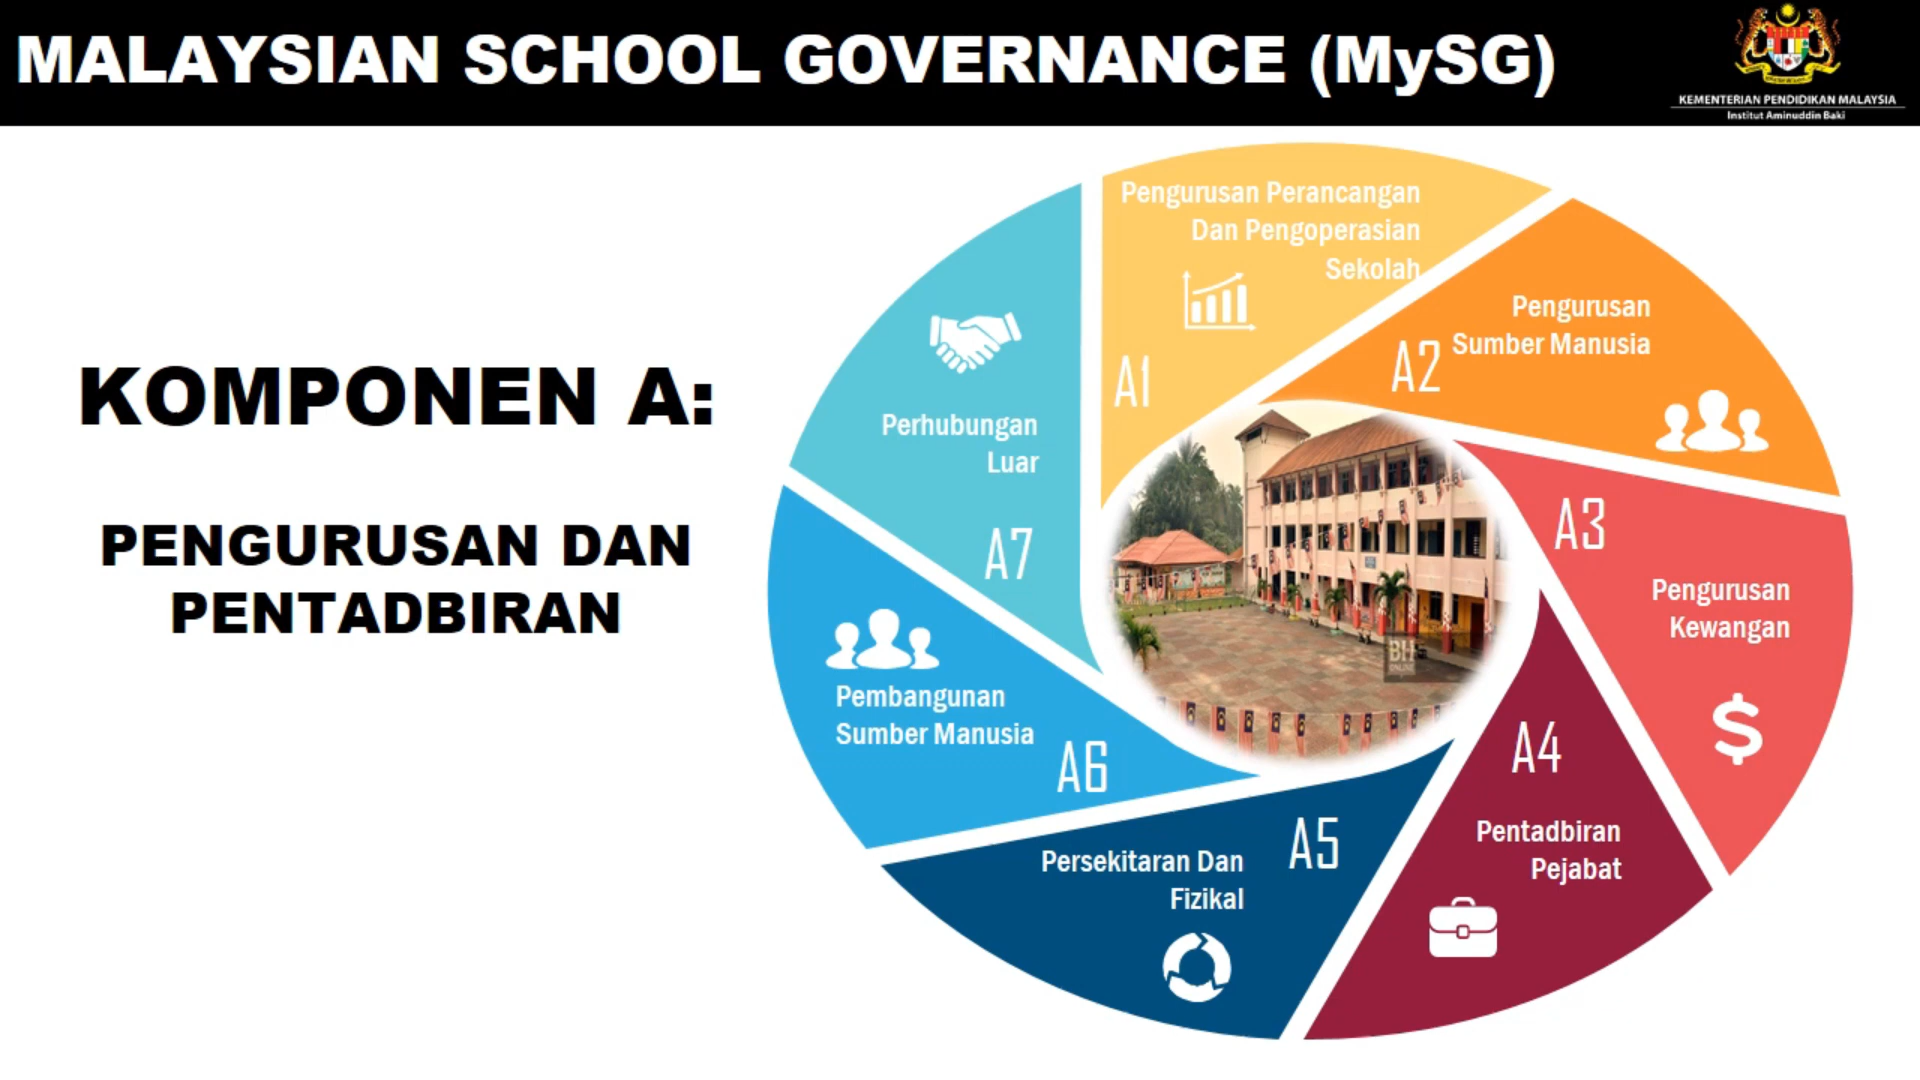 MALAYSIAN SCHOOL GOVERNANCE (MySG)
KEMENTERIAN PENDIDIKAN MALAYSIA
Institut Aminuddin Baki
KOMPONEN A:
PENGURUSAN DAN
PENTADBIRAN
Pengurusan Perancangan
Dan Pengoperasian
Sekolah
A1
Pengurusan
Sumber Manusia
A2
A3
Pengurusan
Kewangan
A4
Pentadbiran
Pejabat
A5
Persekitaran Dan
Fizikal
Pembangunan
Sumber Manusia
A6
Perhubungan
Luar
A7
BH
ONLINE